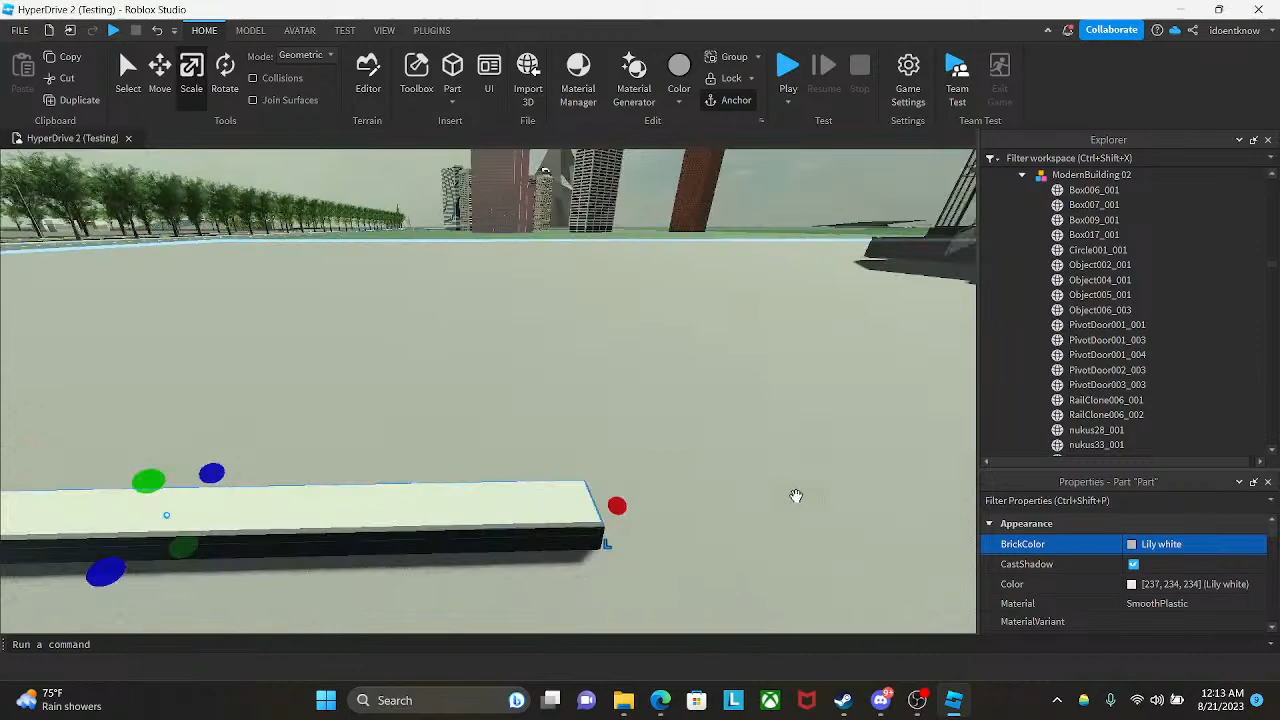 HyperDrive 2 (Testing) - Roblox Studio
FILE HOME MODEL AVATAR TEST VIEW PLUGINS Collaborate idoentknow
Paste Copy Cut Duplicate Select Move Scale Rotate Mode: Geometric Collisions Join Surfaces Editor Toolbox Part UI Import 3D Material Manager Material Generator Color Group Lock Anchor Play Resume Stop Game Settings Team Test Exit Game
Clipboard Tools Terrain Insert File Edit Test Settings Team Test
HyperDrive 2 (Testing)
Explorer
Filter workspace (Ctrl+Shift+X)
ModernBuilding 02
Box006_001
Box007_001
Box009_001
Box017_001
Circle001_001
Object002_001
Object004_001
Object005_001
Object006_003
PivotDoor001_001
PivotDoor001_003
PivotDoor001_004
PivotDoor002_003
PivotDoor003_003
RailClone006_001
RailClone006_002
nukus28_001
nukus33_001
Properties - Part "Part"
Filter Properties (Ctrl+Shift+P)
Appearance
BrickColor Lily white
CastShadow
Color [237, 234, 234] (Lily white)
Material SmoothPlastic
MaterialVariant
L
Run a command
75°F
Rain showers
Search
L
9+
12:13 AM
8/21/2023
9